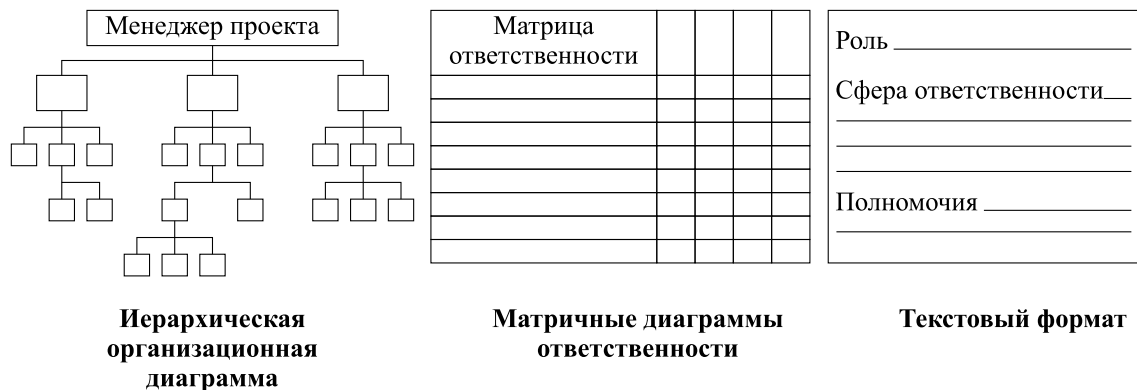 Менеджер проекта
Матрица
ответственности
Роль
Сфера ответственности
Полномочия
Иерархическая
организационная
диаграмма
Матричные диаграммы
ответственности
Текстовый формат